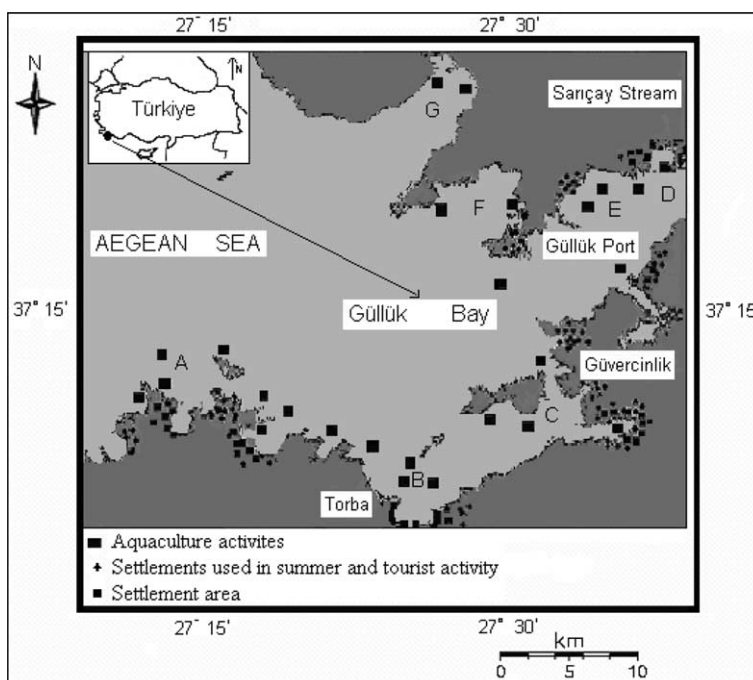 27° 15' 27° 30'
N
N
Türkiye
G
Sarıçay Stream
F
E
D
AEGEAN SEA
Güllük Port
37° 15'
Güllük Bay
37° 15'
A
Güvercinlik
C
B
Torba
Aquaculture activites
Settlements used in summer and tourist activity
Settlement area
27° 15' 27° 30'
km
0 5 10